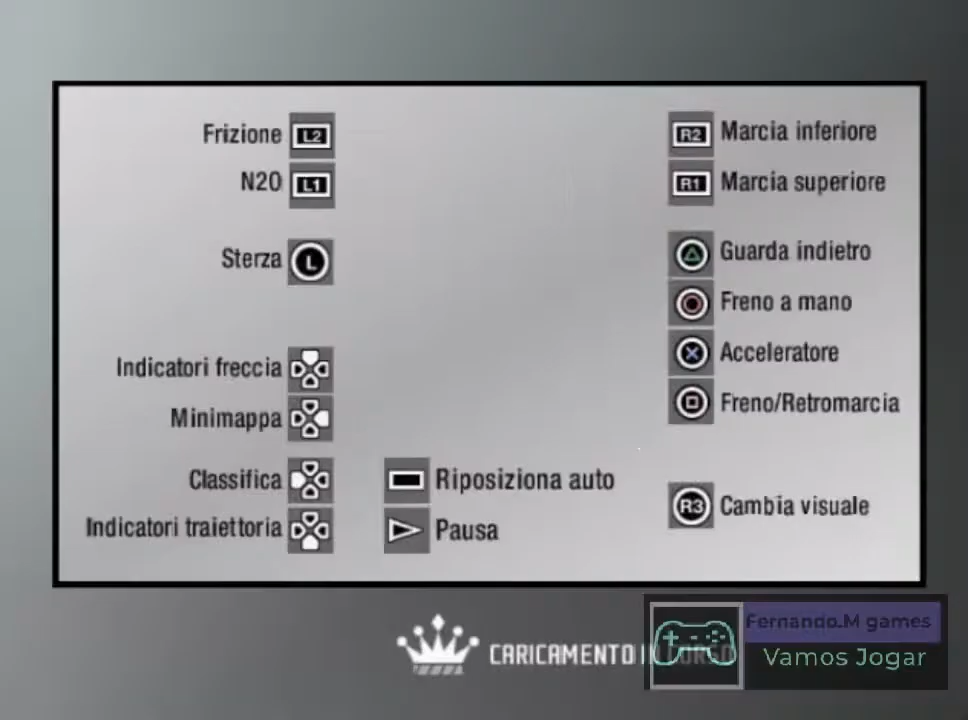 Frizione L2
N2O L1
Sterza L
Indicatori freccia
Minimappa
Classifica
Indicatori traiettoria
Riposiziona auto
Pausa
R2 Marcia inferiore
R1 Marcia superiore
Guarda indietro
Freno a mano
Acceleratore
Freno/Retromarcia
R3 Cambia visuale
CARICAMENTO IN CORSO
Fernando.M games
Vamos Jogar